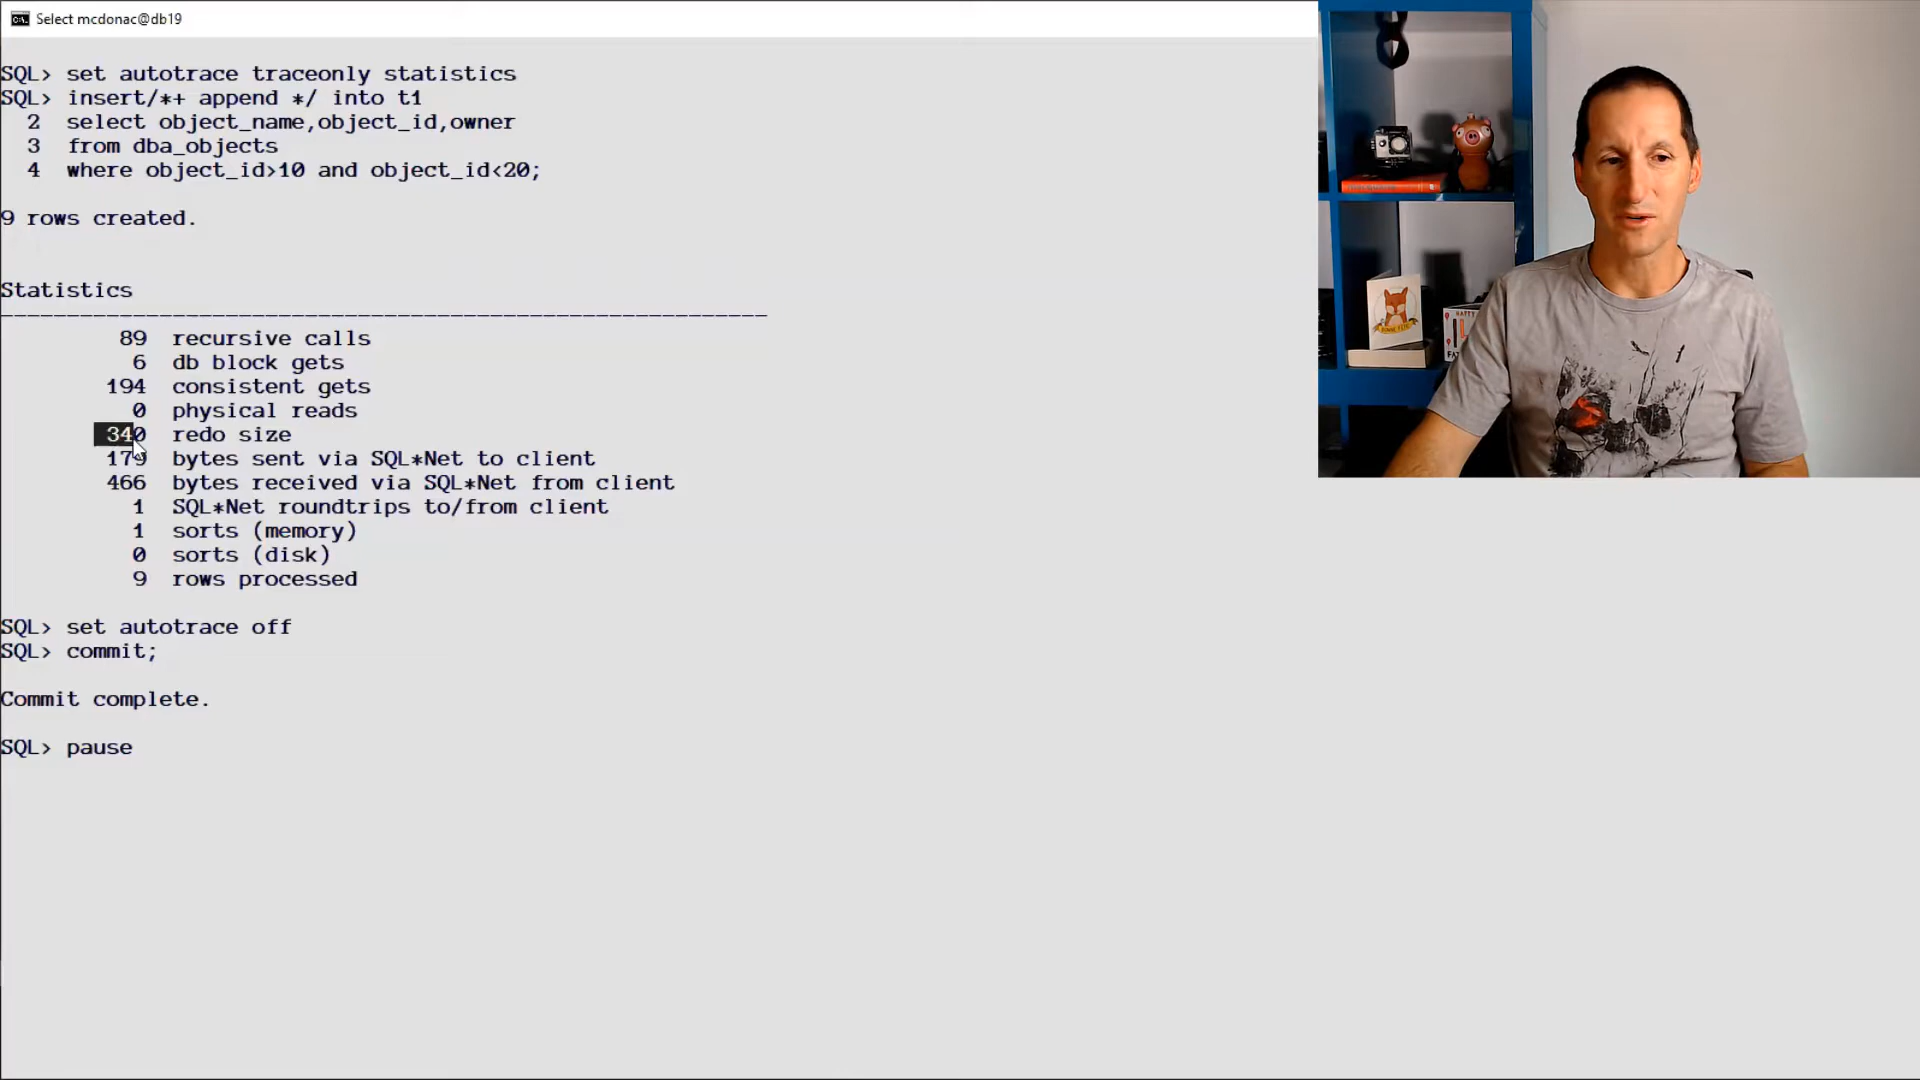 Select mcdonac@db19
SQL> set autotrace traceonly statistics
SQL> insert/*+ append */ into t1
2 select object_name,object_id,owner
3 from dba_objects
4 where object_id>10 and object_id<20;
9 rows created.
Statistics
----------------------------------------------------------
89 recursive calls
6 db block gets
194 consistent gets
0 physical reads
340 redo size
179 bytes sent via SQL*Net to client
466 bytes received via SQL*Net from client
1 SQL*Net roundtrips to/from client
1 sorts (memory)
0 sorts (disk)
9 rows processed
SQL> set autotrace off
SQL> commit;
Commit complete.
SQL> pause